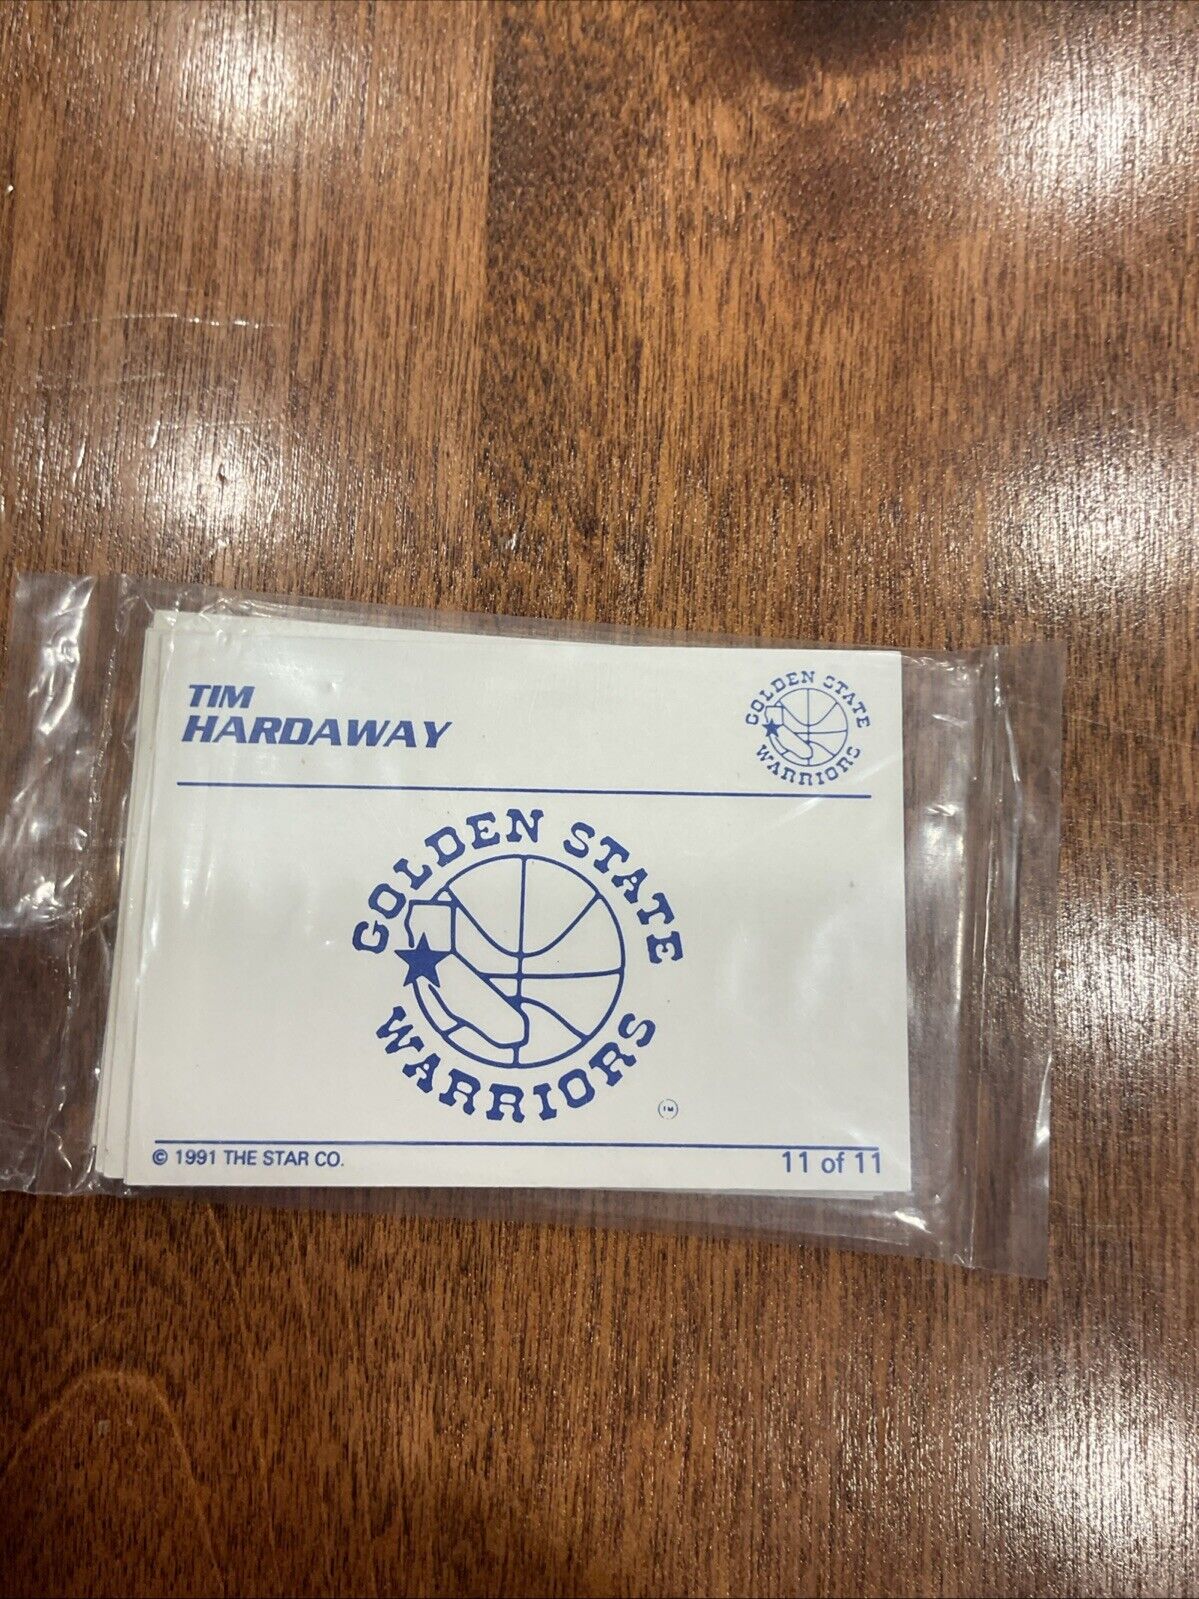 TIM
HARDAWAY
GOLDEN STATE
WARRIORS
GOLDEN STATE
WARRIORS
TM
© 1991 THE STAR CO.
11 of 11